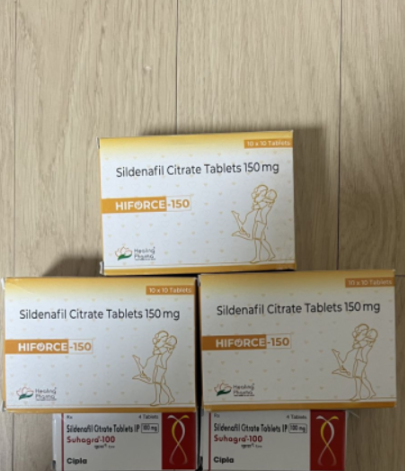 10 x 10 Tablets
Sildenafil Citrate Tablets 150 mg
HIFORCE-150
Healing
Pharma
10 x 10 Tablets
Sildenafil Citrate Tablets 150 mg
HIFORCE-150
Healing
Pharma
10 x 10 Tablets
Sildenafil Citrate Tablets 150 mg
HIFORCE-150
Healing
Pharma
Rx
4 Tablets
Sildenafil Citrate Tablets IP 100 mg
Suhagra-100
Cipla
Rx
4 Tablets
Sildenafil Citrate Tablets IP 100 mg
Suhagra-100
Cipla